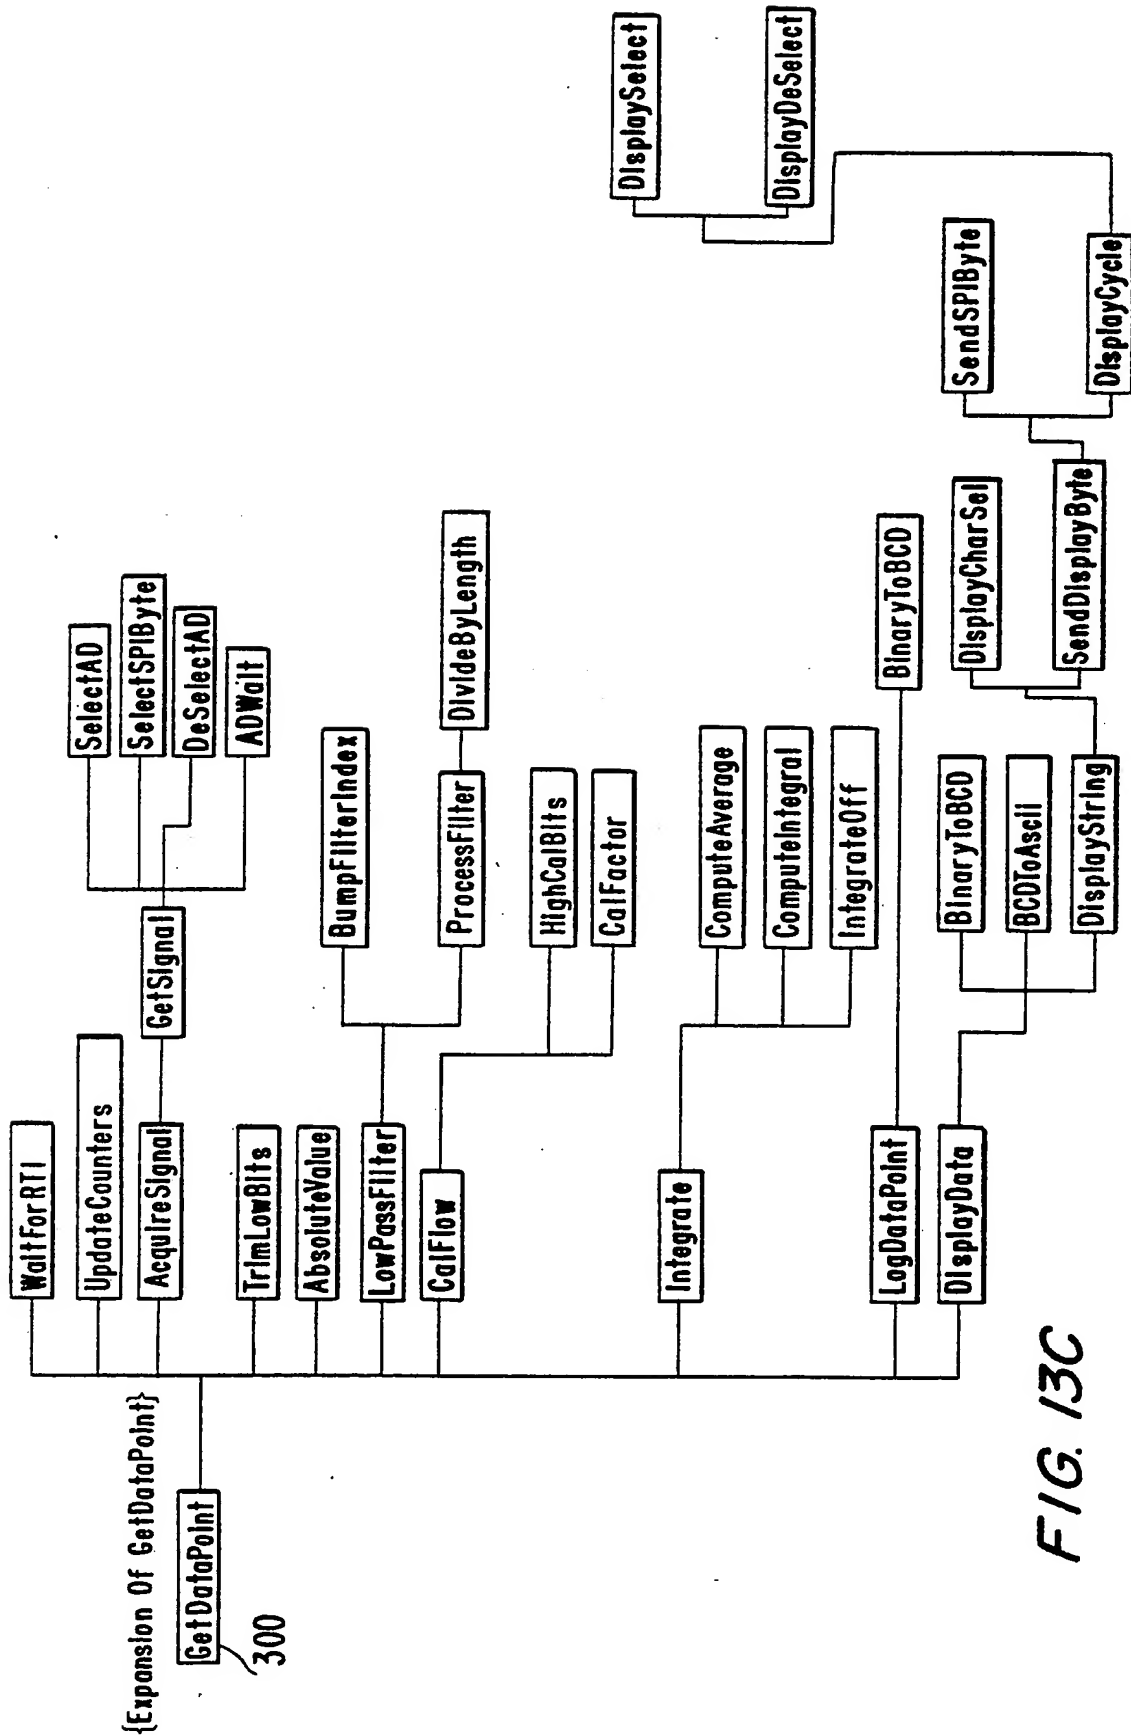 {Expansion Of GetDataPoint}
GetDataPoint
300
WaitForRTI
UpdateCounters
AcquireSignal
GetSignal
SelectAD
SelectSPIByte
DeSelectAD
ADWait
TrimLowBits
AbsoluteValue
LowPassFilter
BumpFilterIndex
ProcessFilter
DivideByLength
CalFlow
HighCalBits
CalFactor
Integrate
ComputeAverage
ComputeIntegral
IntegrateOff
LogDataPoint
BinaryToBCD
DisplayData
BinaryToBCD
BCDToAscii
DisplayString
DisplayCharSel
SendDisplayByte
SendSPIByte
DisplayCycle
DisplaySelect
DisplayDeSelect
FIG. 13C